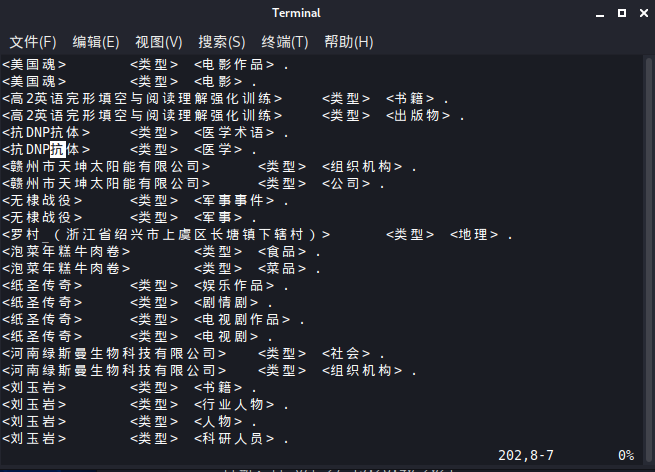 Terminal
文件(F) 编辑(E) 视图(V) 搜索(S) 终端(T) 帮助(H)
<美国魂> <类型> <电影作品> .
<美国魂> <类型> <电影> .
<高2英语完形填空与阅读理解强化训练> <类型> <书籍> .
<高2英语完形填空与阅读理解强化训练> <类型> <出版物> .
<抗DNP抗体> <类型> <医学术语> .
<抗DNP抗体> <类型> <医学> .
<赣州市天坤太阳能有限公司> <类型> <组织机构> .
<赣州市天坤太阳能有限公司> <类型> <公司> .
<无棣战役> <类型> <军事事件> .
<无棣战役> <类型> <军事> .
<罗村_（浙江省绍兴市上虞区长塘镇下辖村）> <类型> <地理> .
<泡菜年糕牛肉卷> <类型> <食品> .
<泡菜年糕牛肉卷> <类型> <菜品> .
<纸圣传奇> <类型> <娱乐作品> .
<纸圣传奇> <类型> <剧情剧> .
<纸圣传奇> <类型> <电视剧作品> .
<纸圣传奇> <类型> <电视剧> .
<河南绿斯曼生物科技有限公司> <类型> <社会> .
<河南绿斯曼生物科技有限公司> <类型> <组织机构> .
<刘玉岩> <类型> <书籍> .
<刘玉岩> <类型> <行业人物> .
<刘玉岩> <类型> <人物> .
<刘玉岩> <类型> <科研人员> .
202,8-7 0%